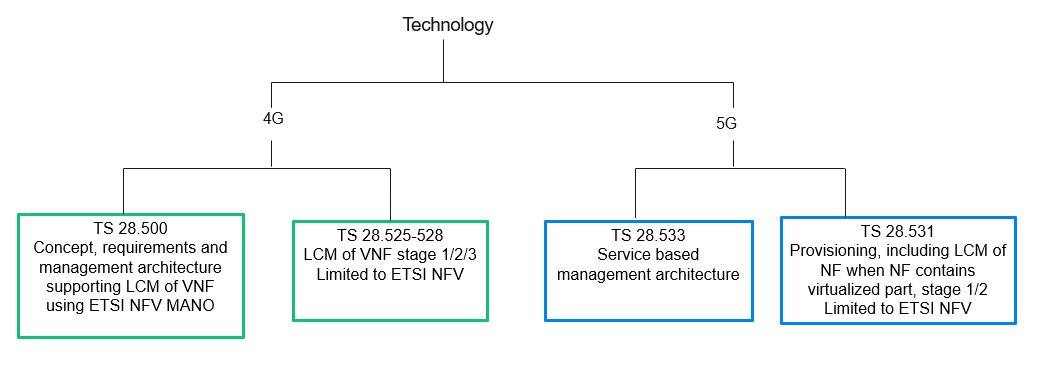 Technology
4G
5G
TS 28.500
Concept, requirements and
management architecture
supporting LCM of VNF
using ETSI NFV MANO
TS 28.525-528
LCM of VNF stage 1/2/3
Limited to ETSI NFV
TS 28.533
Service based
management architecture
TS 28.531
Provisioning, including LCM of
NF when NF contains
virtualized part, stage 1/2
Limited to ETSI NFV